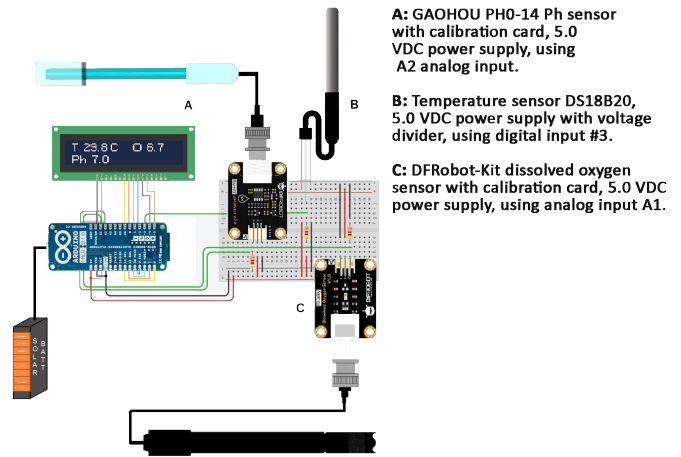 A: GAOHOU PH0-14 Ph sensor
with calibration card, 5.0
VDC power supply, using
A2 analog input.
A
B
B: Temperature sensor DS18B20,
5.0 VDC power supply with voltage
divider, using digital input #3.
T 29.8 C O 6.7
Ph 7.0
C: DFRobot-Kit dissolved oxygen
sensor with calibration card, 5.0 VDC
power supply, using analog input A1.
DFROBOT
ARDUINO
C
DFROBOT
SOLAR
BATT